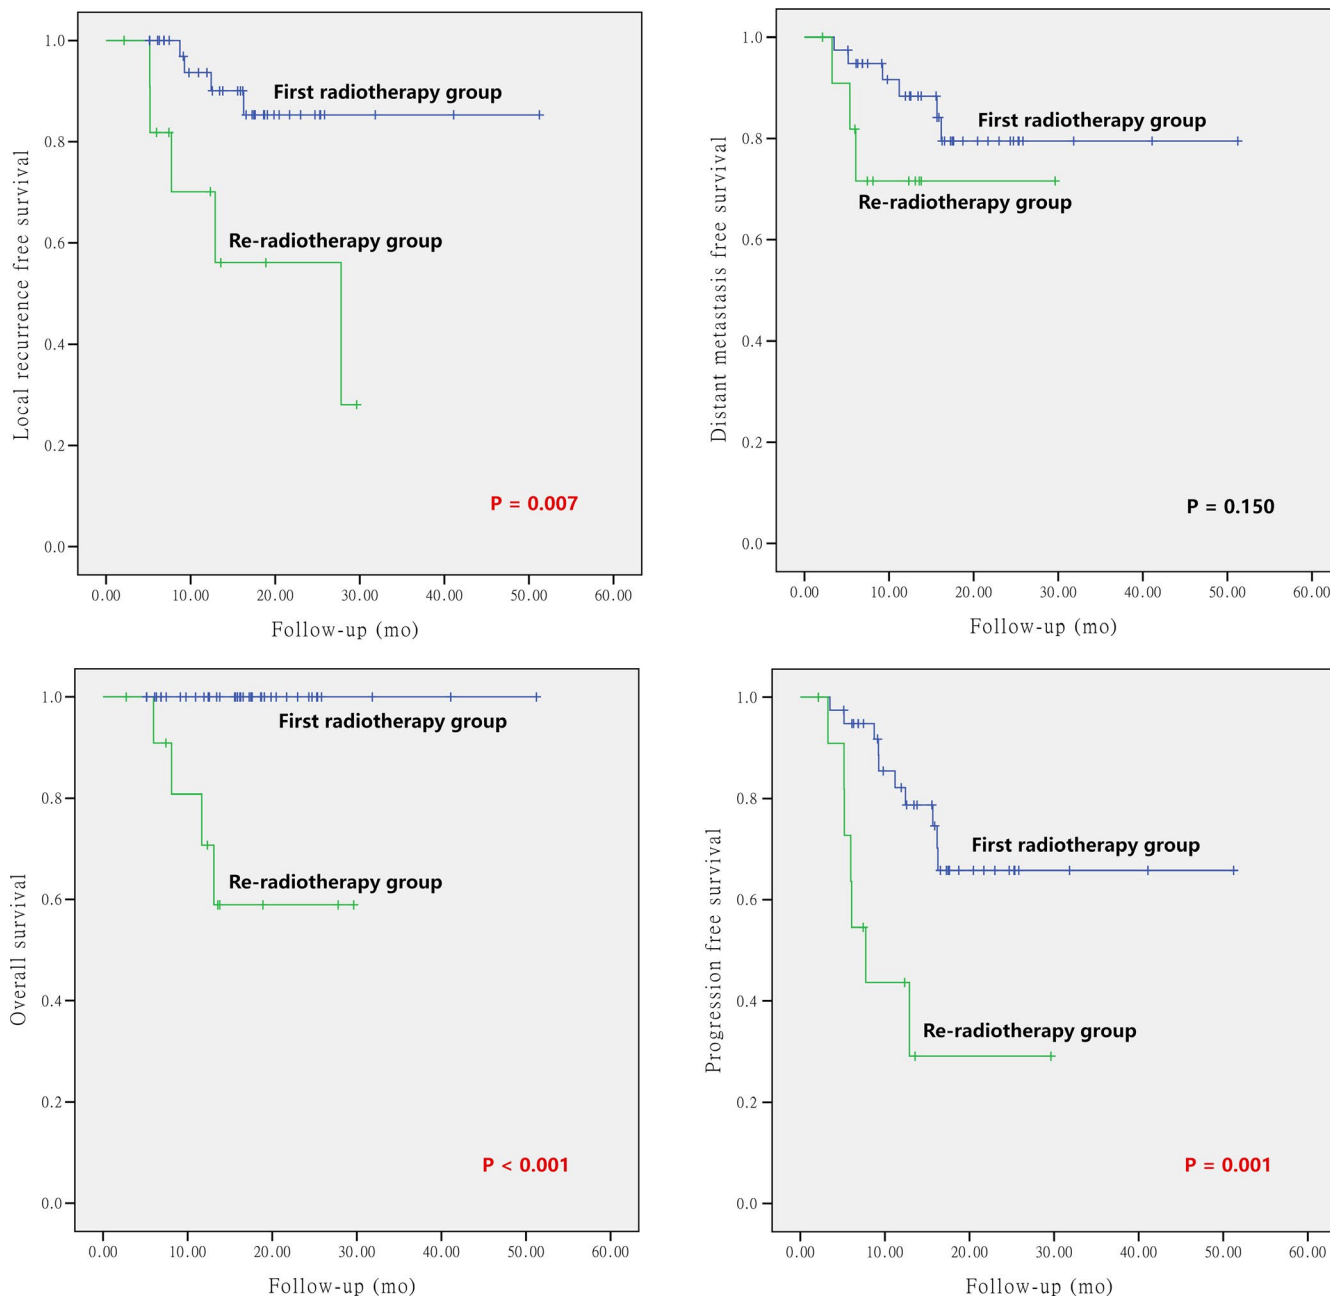 Local recurrence free survival
1.0
0.8
0.6
0.4
0.2
0.0
First radiotherapy group
Re-radiotherapy group
P = 0.007
0.00 10.00 20.00 30.00 40.00 50.00 60.00
Follow-up (mo)
Distant metastasis free survival
1.0
0.8
0.6
0.4
0.2
0.0
First radiotherapy group
Re-radiotherapy group
P = 0.150
0.00 10.00 20.00 30.00 40.00 50.00 60.00
Follow-up (mo)
Overall survival
1.0
0.8
0.6
0.4
0.2
0.0
First radiotherapy group
Re-radiotherapy group
P < 0.001
0.00 10.00 20.00 30.00 40.00 50.00 60.00
Follow-up (mo)
Progression free survival
1.0
0.8
0.6
0.4
0.2
0.0
First radiotherapy group
Re-radiotherapy group
P = 0.001
0.00 10.00 20.00 30.00 40.00 50.00 60.00
Follow-up (mo)